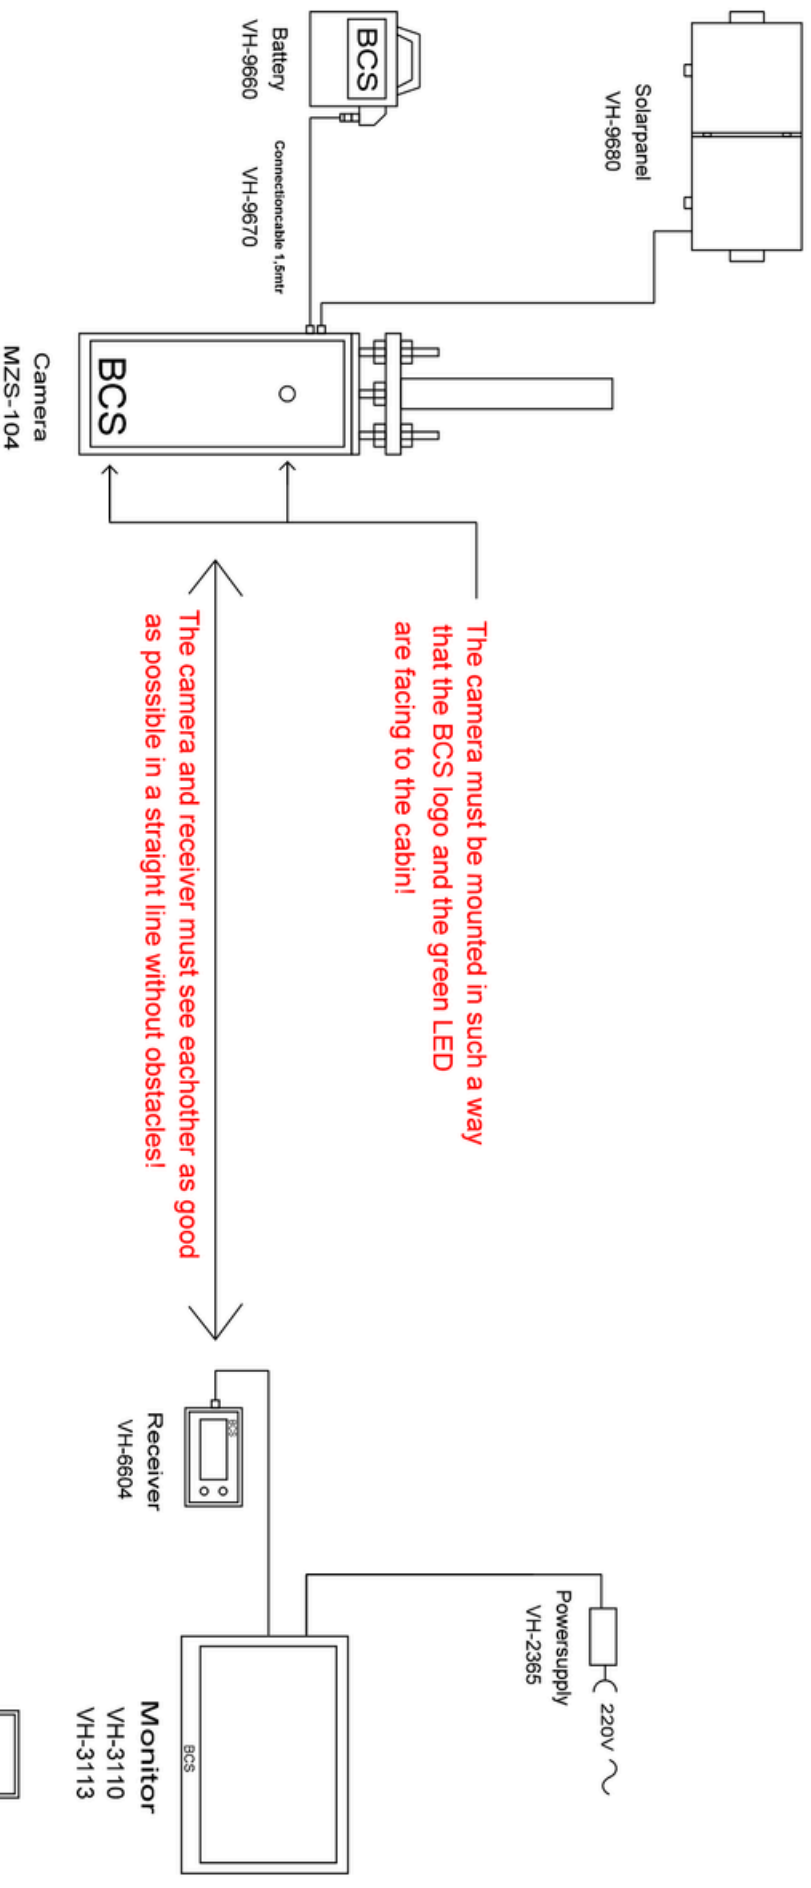 Solarpanel
VH-9680
BCS
Battery
VH-9660
Connectioncable 1,5mtr
VH-9670
BCS
Camera
MZS-104
The camera must be mounted in such a way
that the BCS logo and the green LED
are facing to the cabin!
The camera and receiver must see eachother as good
as possible in a straight line without obstacles!
220V
Powersupply
VH-2365
BCS
Receiver
VH-6604
BCS
Monitor
VH-3110
VH-3113